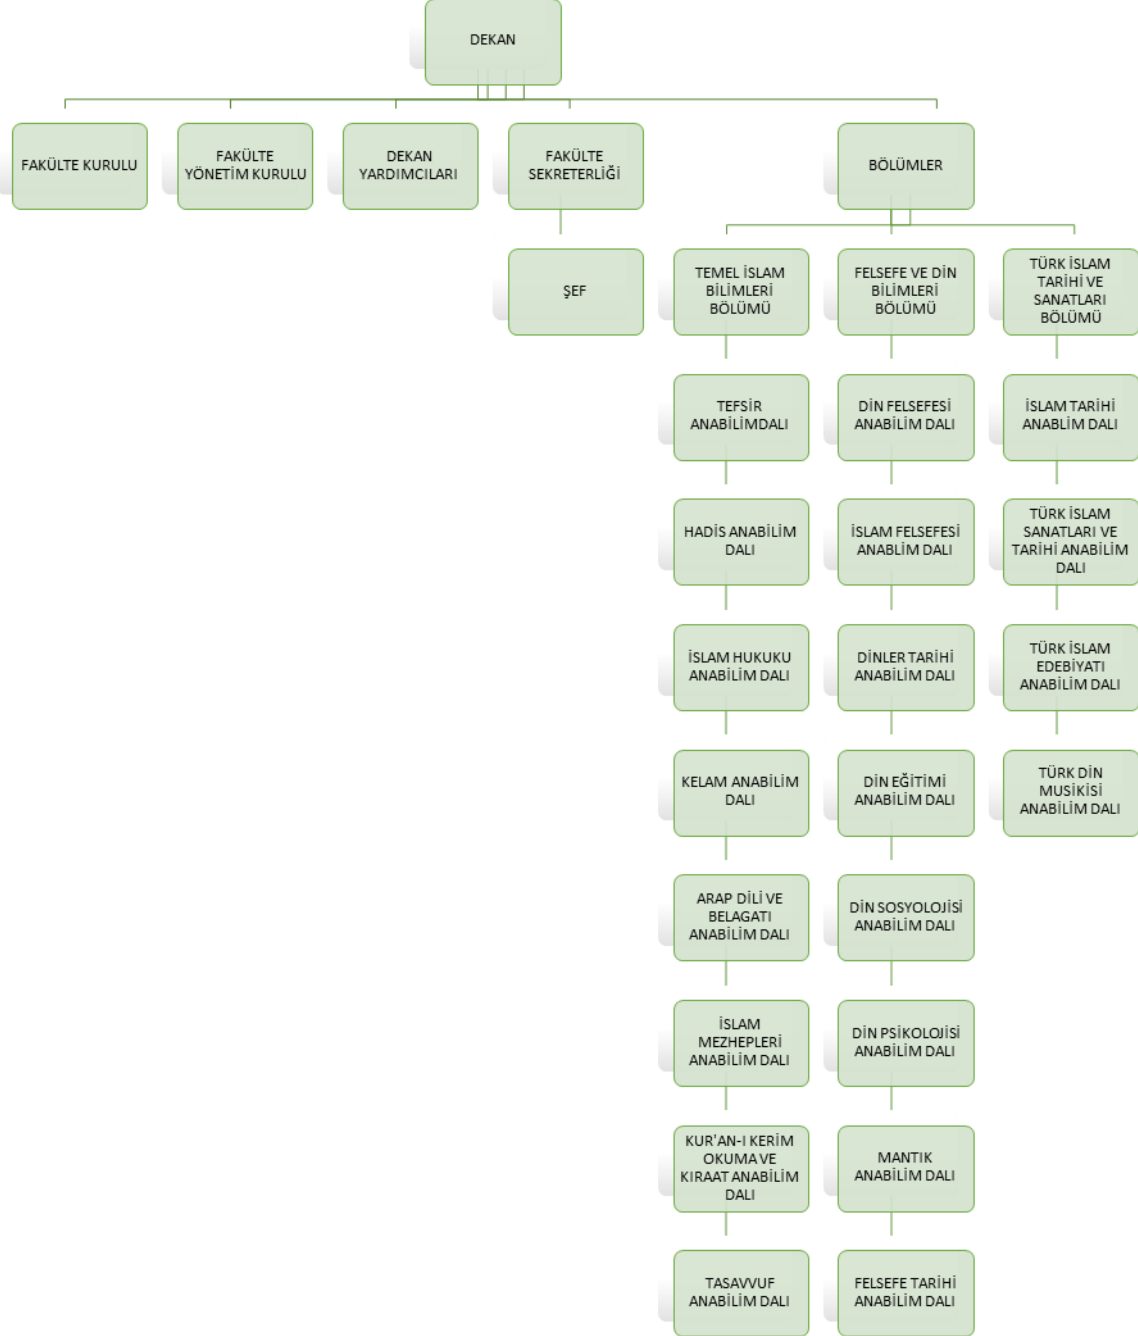 DEKAN
FAKÜLTE KURULU
FAKÜLTE
YÖNETİM KURULU
DEKAN
YARDIMCILARI
FAKÜLTE
SEKRETERLİĞİ
BÖLÜMLER
ŞEF
TEMEL İSLAM
BİLİMLERİ
BÖLÜMÜ
FELSEFE VE DİN
BİLİMLERİ
BÖLÜMÜ
TÜRK İSLAM
TARİHİ VE
SANATLARI
BÖLÜMÜ
TEFSİR
ANABİLİMDALI
DİN FELSEFESİ
ANABİLİM DALI
İSLAM TARİHİ
ANABLİM DALI
HADİS ANABİLİM
DALI
İSLAM FELSEFESİ
ANABLİM DALI
TÜRK İSLAM
SANATLARI VE
TARİHİ ANABİLİM
DALI
İSLAM HUKUKU
ANABİLİM DALI
DİNLER TARİHİ
ANABİLİM DALI
TÜRK İSLAM
EDEBİYATI
ANABİLİM DALI
KELAM ANABİLİM
DALI
DİN EĞİTİMİ
ANABİLİM DALI
TÜRK DİN
MUSIKİSI
ANABİLİM DALI
ARAP DİLİ VE
BELAGATI
ANABİLİM DALI
DİN SOSYOLOJİSİ
ANABİLİM DALI
İSLAM
MEZHEPLERİ
ANABİLİM DALI
DİN PSİKOLOJİSİ
ANABİLİM DALI
KUR'AN-I KERİM
OKUMA VE
KIRAAT ANABİLİM
DALI
MANTIK
ANABİLİM DALI
TASAVVUF
ANABİLİM DALI
FELSEFE TARİHİ
ANABİLİM DALI